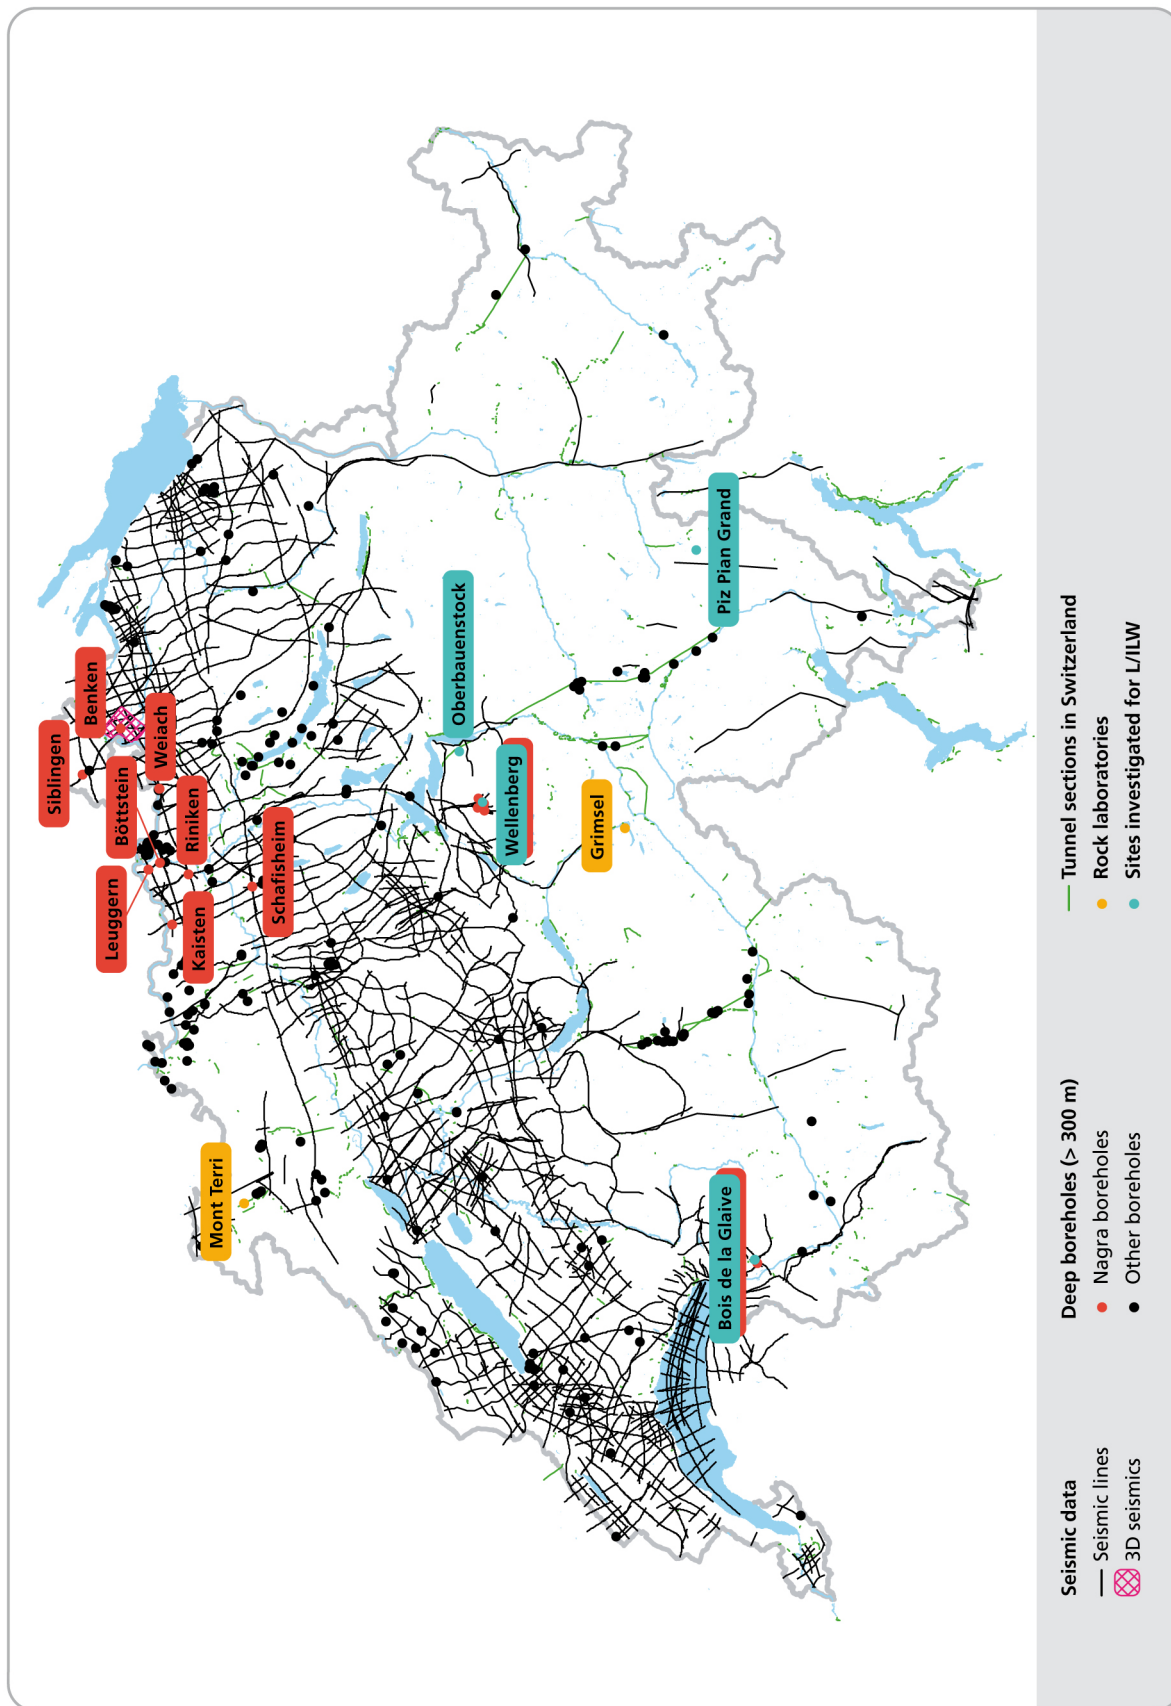 Siblingen
Benken
Böttstein
Weiach
Leuggern
Riniken
Kaisten
Schafisheim
Mont Terri
Oberbauenstock
Wellenberg
Grimsel
Piz Pian Grand
Bois de la Glaive
Seismic data
Seismic lines
3D seismics
Deep boreholes (> 300 m)
Nagra boreholes
Other boreholes
Tunnel sections in Switzerland
Rock laboratories
Sites investigated for L/ILW